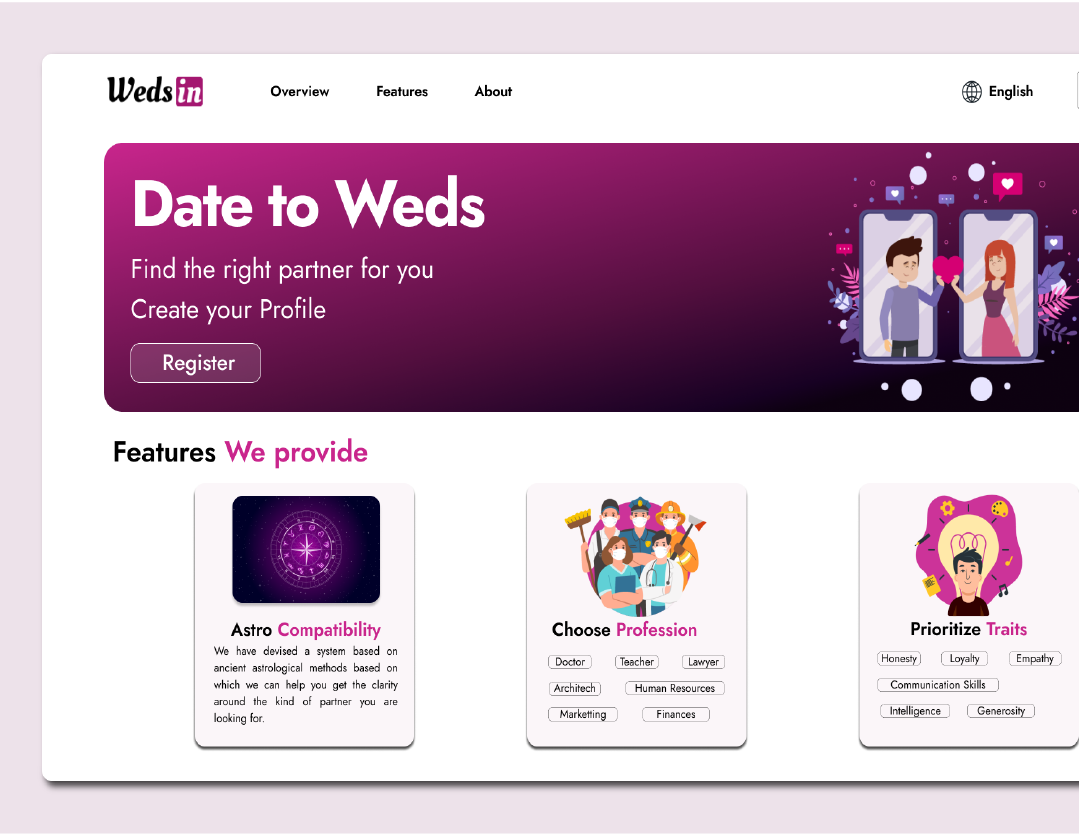 Weds in
Overview
Features
About
English
Date to Weds
Find the right partner for you
Create your Profile
Register
Features We provide
Astro Compatibility
We have devised a system based on
ancient astrological methods based on
which we can help you get the clarity
around the kind of partner you are
looking for.
Choose Profession
Doctor
Teacher
Lawyer
Architech
Human Resources
Marketting
Finances
Prioritize Traits
Honesty
Loyalty
Empathy
Communication Skills
Intelligence
Generosity